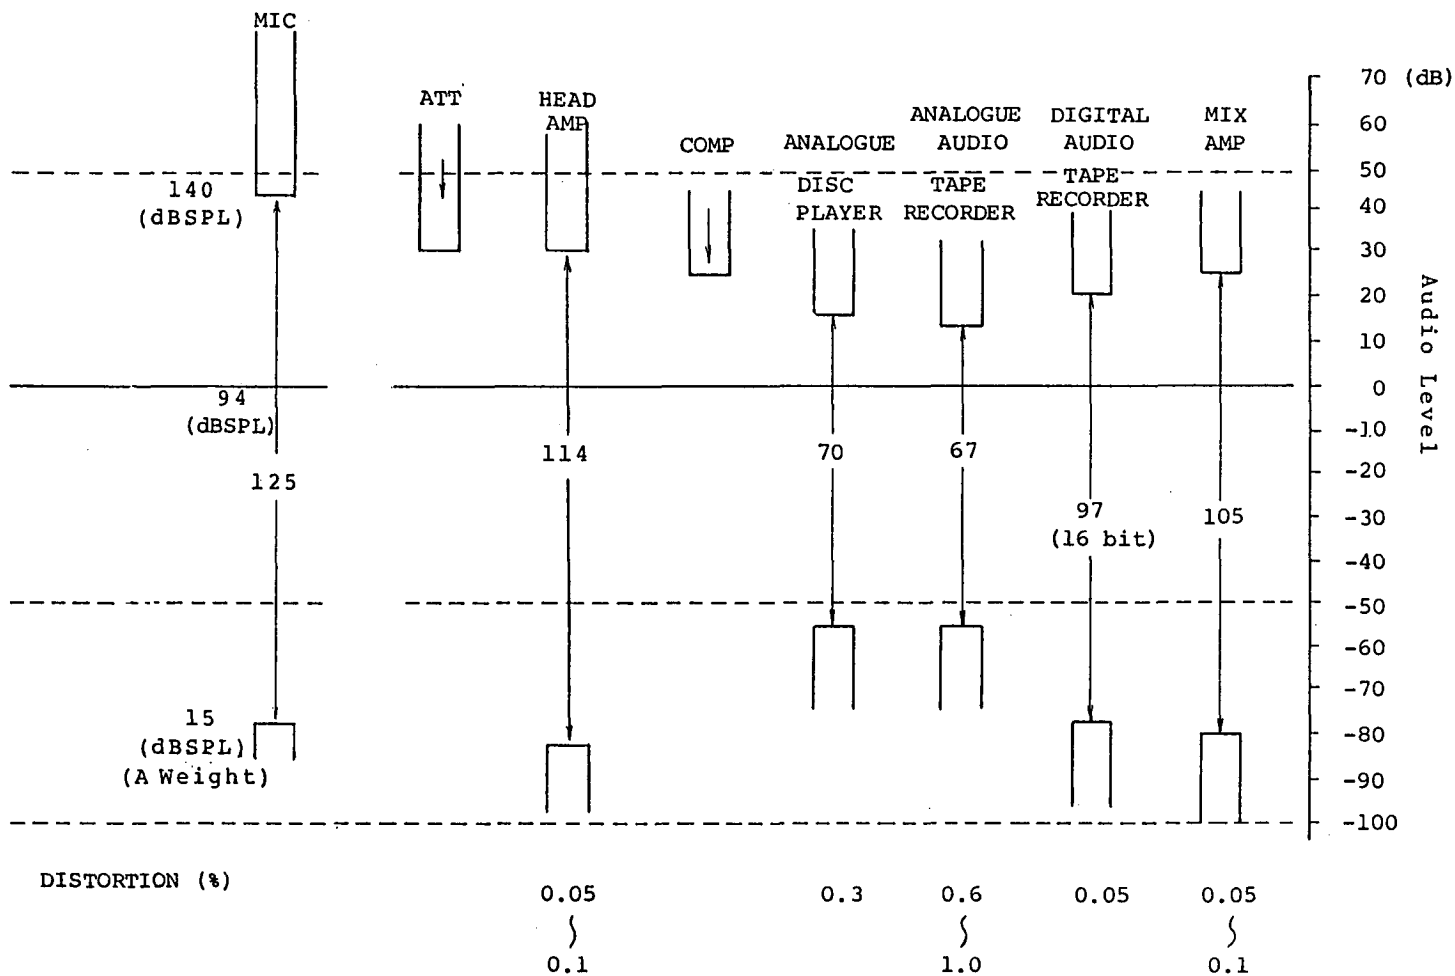 MIC
ATT
HEAD
AMP
COMP
ANALOGUE
DISC
PLAYER
ANALOGUE
AUDIO
TAPE
RECORDER
DIGITAL
AUDIO
TAPE
RECORDER
MIX
AMP
70 (dB)
60
50
40
30
20
10
0
-10
-20
-30
-40
-50
-60
-70
-80
-90
-100
Audio Level
140
(dBSPL)
94
(dBSPL)
125
15
(dBSPL)
(A Weight)
114
70
67
97
(16 bit)
105
DISTORTION (%)
0.05
~
0.1
0.3
0.6
~
1.0
0.05
0.05
~
0.1